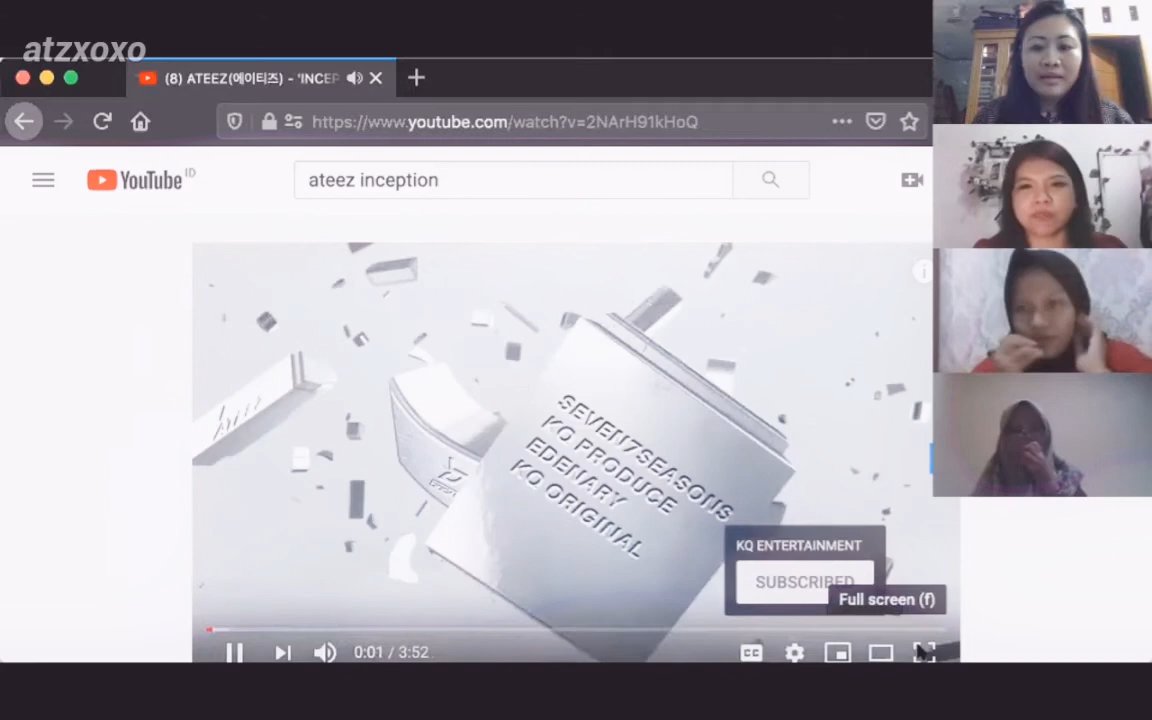 atzxoxo
(8) ATEEZ(에이티즈) - 'INCEP
https://www.youtube.com/watch?v=2NArH91kHoQ
YouTube ID
ateez inception
SEVEN7SEASONS
KQ PRODUCE
EDENARY
KQ ORIGINAL
KQ ENTERTAINMENT
SUBSCRIBED
Full screen (f)
0:01 / 3:52
CC